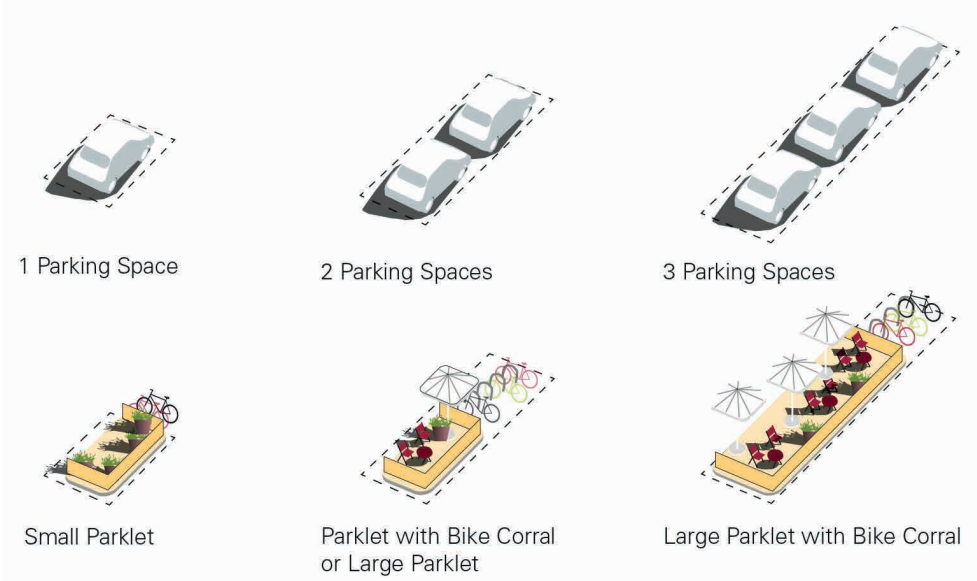 1 Parking Space
2 Parking Spaces
3 Parking Spaces
Small Parklet
Parklet with Bike Corral
or Large Parklet
Large Parklet with Bike Corral